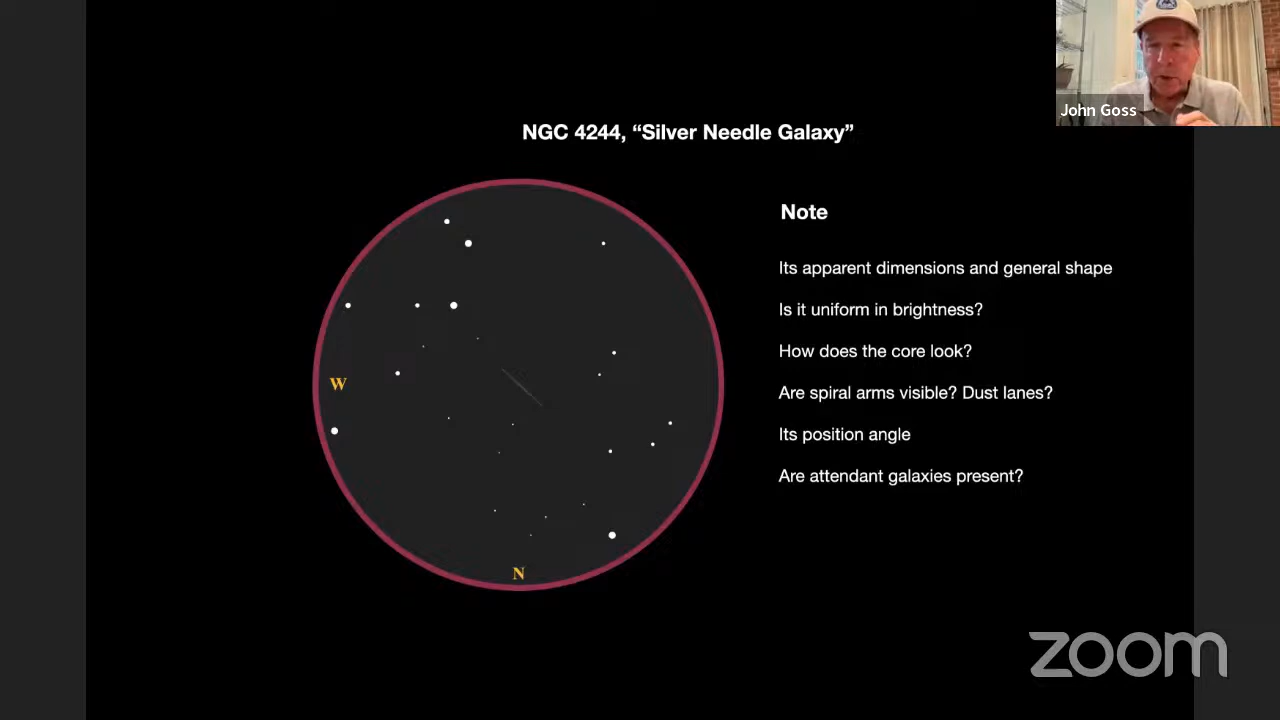 John Goss
NGC 4244, “Silver Needle Galaxy”
Note
Its apparent dimensions and general shape
Is it uniform in brightness?
How does the core look?
W
Are spiral arms visible? Dust lanes?
Its position angle
Are attendant galaxies present?
N
zoom